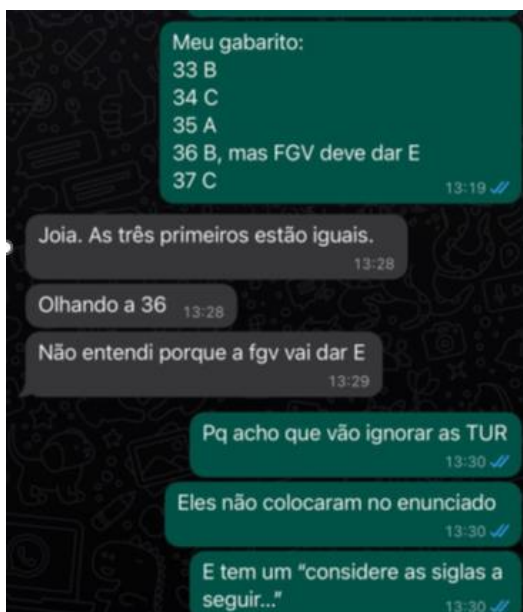 Meu gabarito:
33 B
34 C
35 A
36 B, mas FGV deve dar E
37 C
13:19
Joia. As três primeiros estão iguais.
13:28
Olhando a 36
13:28
Não entendi porque a fgv vai dar E
13:29
Pq acho que vão ignorar as TUR
13:30
Eles não colocaram no enunciado
13:30
E tem um “considere as siglas a
seguir...”
13:30